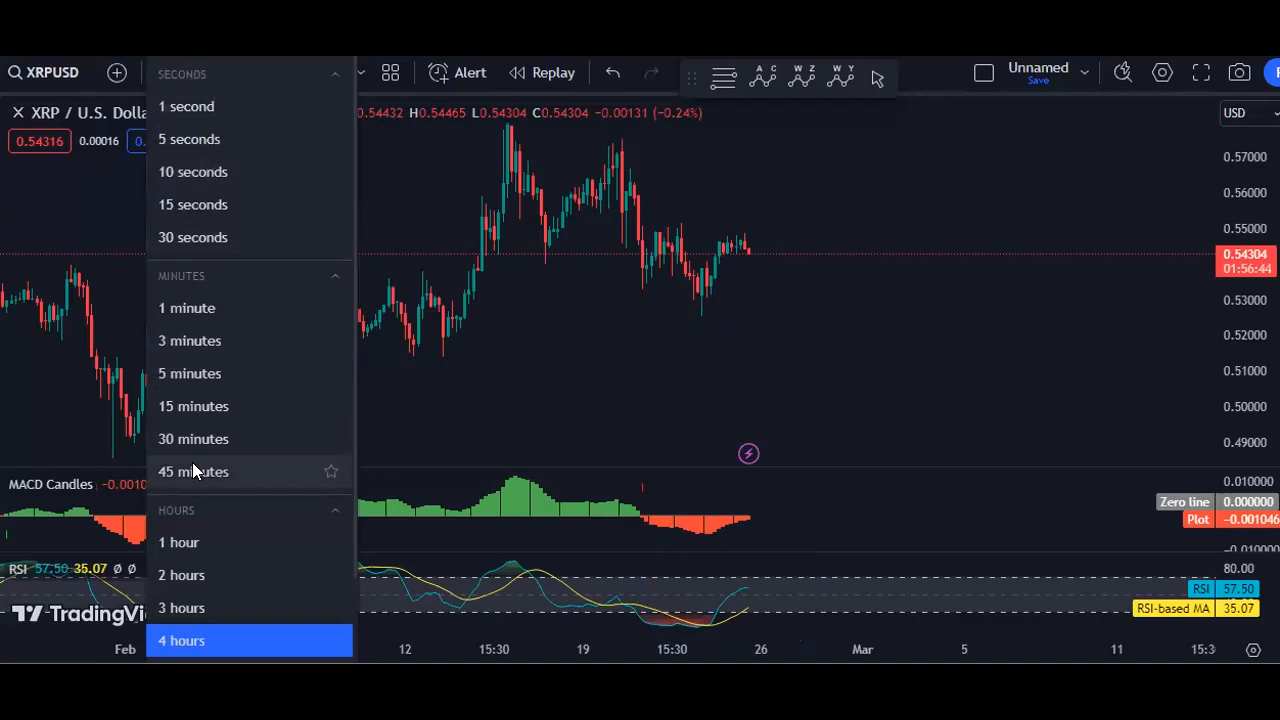 XRPUSD
Alert
Replay
A C
W Z
W Y
Unnamed
Save
XRP / U.S. Dolla
0.54432 H0.54465 L0.54304 C0.54304 −0.00131 (−0.24%)
USD
0.54316
0.00016
SECONDS
1 second
5 seconds
10 seconds
15 seconds
30 seconds
MINUTES
1 minute
3 minutes
5 minutes
15 minutes
30 minutes
45 minutes
HOURS
1 hour
2 hours
3 hours
4 hours
0.57000
0.56000
0.55000
0.54304
01:56:44
0.53000
0.52000
0.51000
0.50000
0.49000
MACD Candles −0.0010
0.010000
Zero line 0.000000
Plot −0.001046
−0.010000
RSI 57.50 35.07 Ø Ø
80.00
RSI 57.50
RSI-based MA 35.07
TradingVi
Feb
12
15:30
19
15:30
26
Mar
5
11
15:3